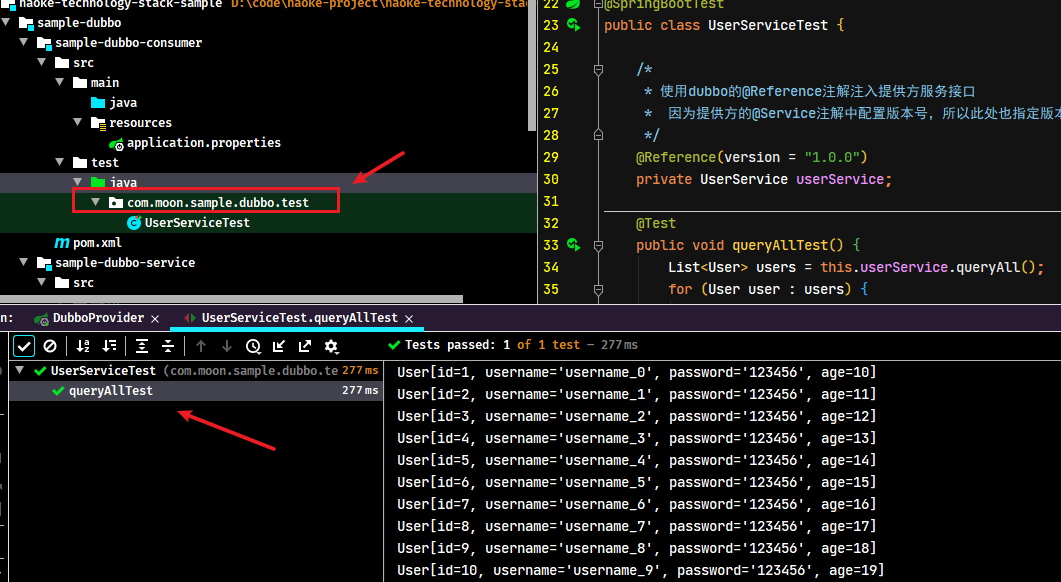 haoke-technology-stack-sample D:\code\haoke-project\haoke-technology-stac
sample-dubbo
sample-dubbo-consumer
src
main
java
resources
application.properties
test
java
com.moon.sample.dubbo.test
UserServiceTest
pom.xml
sample-dubbo-service
src
22 @SpringBootTest
23 public class UserServiceTest {
24
25 /*
26 * 使用dubbo的@Reference注解注入提供方服务接口
27 * 因为提供方的@Service注解中配置版本号，所以此处也指定版本
28 */
29 @Reference(version = "1.0.0")
30 private UserService userService;
31
32 @Test
33 public void queryAllTest() {
34 List<User> users = this.userService.queryAll();
35 for (User user : users) {
n: DubboProvider × UserServiceTest.queryAllTest ×
Tests passed: 1 of 1 test – 277 ms
UserServiceTest (com.moon.sample.dubbo.te 277 ms
queryAllTest 277 ms
User[id=1, username='username_0', password='123456', age=10]
User[id=2, username='username_1', password='123456', age=11]
User[id=3, username='username_2', password='123456', age=12]
User[id=4, username='username_3', password='123456', age=13]
User[id=5, username='username_4', password='123456', age=14]
User[id=6, username='username_5', password='123456', age=15]
User[id=7, username='username_6', password='123456', age=16]
User[id=8, username='username_7', password='123456', age=17]
User[id=9, username='username_8', password='123456', age=18]
User[id=10, username='username_9', password='123456', age=19]